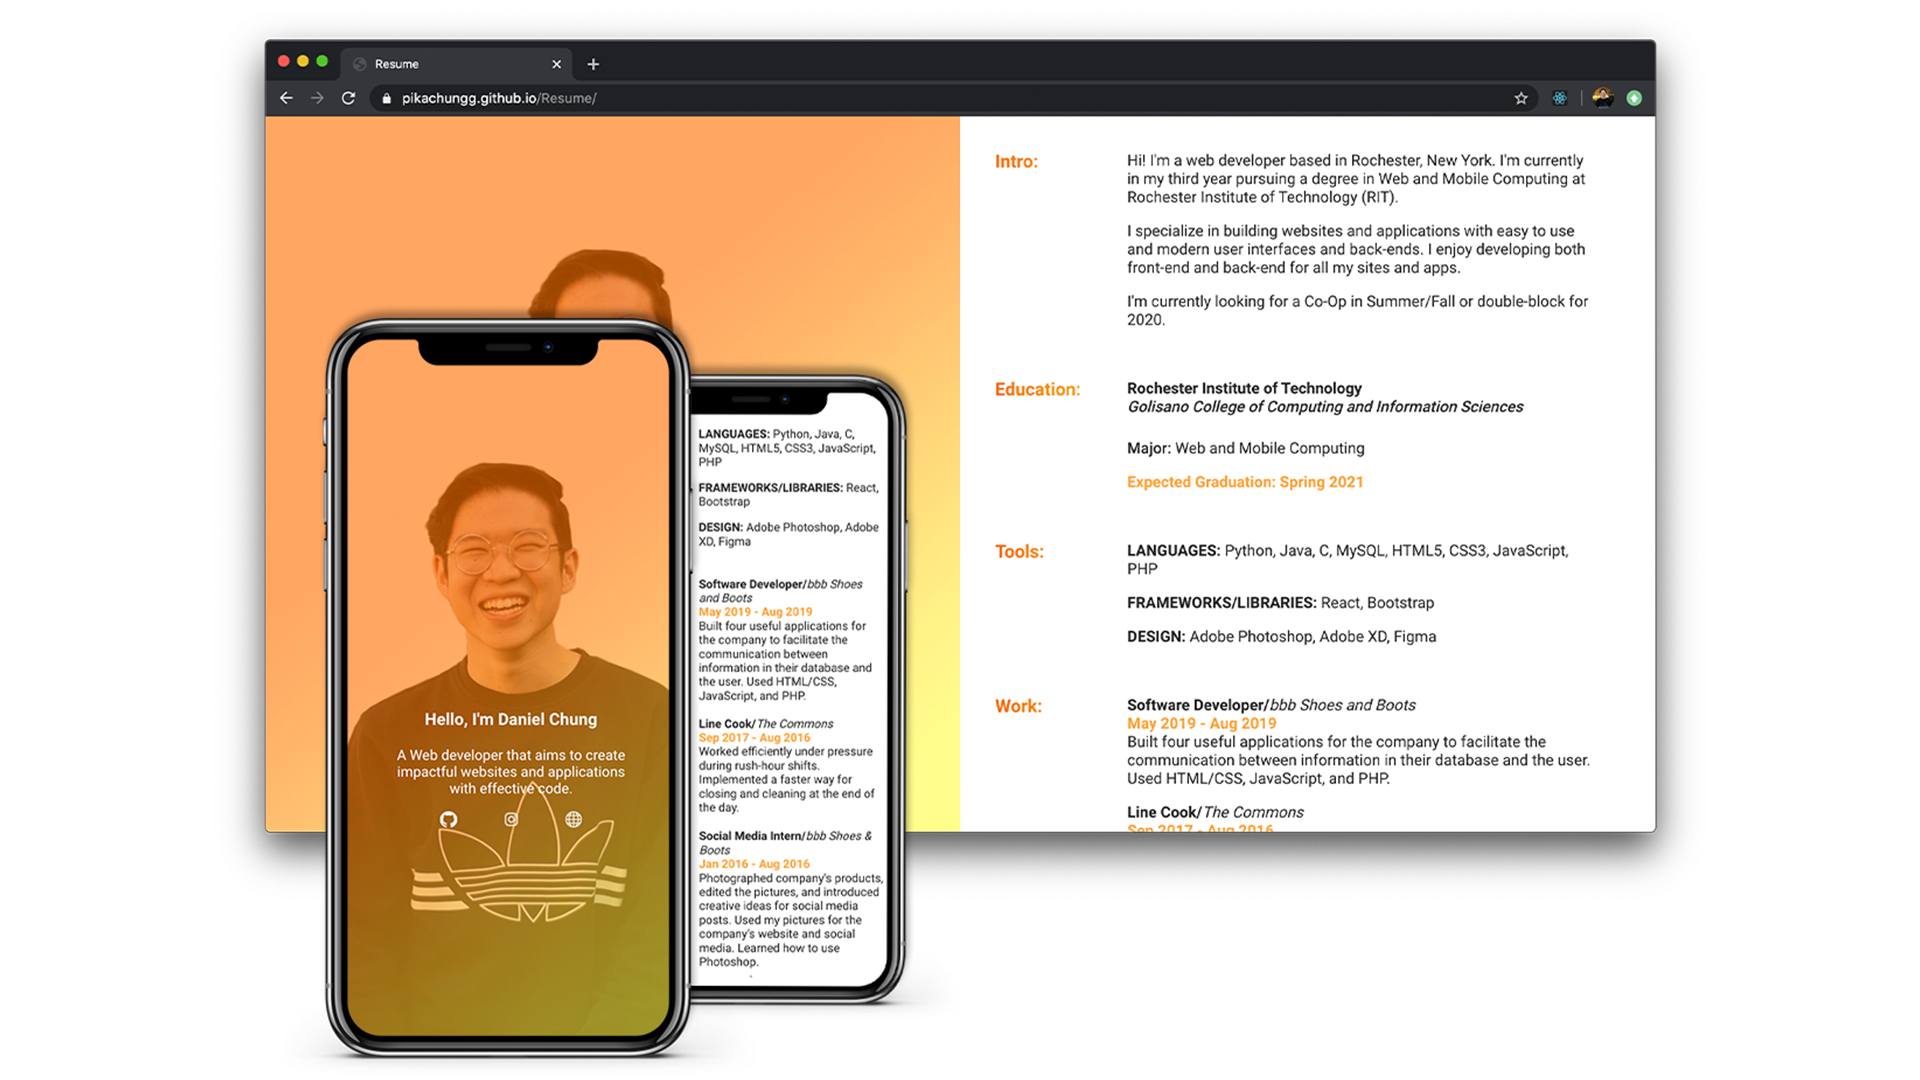 Resume
pikachungg.github.io/Resume/
Intro:
Hi! I'm a web developer based in Rochester, New York. I'm currently
in my third year pursuing a degree in Web and Mobile Computing at
Rochester Institute of Technology (RIT).
I specialize in building websites and applications with easy to use
and modern user interfaces and back-ends. I enjoy developing both
front-end and back-end for all my sites and apps.
I'm currently looking for a Co-Op in Summer/Fall or double-block for
2020.
Education:
Rochester Institute of Technology
Golisano College of Computing and Information Sciences
Major: Web and Mobile Computing
Expected Graduation: Spring 2021
Tools:
LANGUAGES: Python, Java, C, MySQL, HTML5, CSS3, JavaScript,
PHP
FRAMEWORKS/LIBRARIES: React, Bootstrap
DESIGN: Adobe Photoshop, Adobe XD, Figma
Work:
Software Developer/bbb Shoes and Boots
May 2019 - Aug 2019
Built four useful applications for the company to facilitate the
communication between information in their database and the user.
Used HTML/CSS, JavaScript, and PHP.
Line Cook/The Commons
Sep 2017 - Aug 2016
Hello, I'm Daniel Chung
A Web developer that aims to create
impactful websites and applications
with effective code.
LANGUAGES: Python, Java, C,
MySQL, HTML5, CSS3, JavaScript,
PHP
FRAMEWORKS/LIBRARIES: React,
Bootstrap
DESIGN: Adobe Photoshop, Adobe
XD, Figma
Software Developer/bbb Shoes
and Boots
May 2019 - Aug 2019
Built four useful applications for
the company to facilitate the
communication between
information in their database and
the user. Used HTML/CSS,
JavaScript, and PHP.
Line Cook/The Commons
Sep 2017 - Aug 2016
Worked efficiently under pressure
during rush-hour shifts.
Implemented a faster way for
closing and cleaning at the end of
the day.
Social Media Intern/bbb Shoes &
Boots
Jan 2016 - Aug 2016
Photographed company's products,
edited the pictures, and introduced
creative ideas for social media
posts. Used my pictures for the
company's website and social
media. Learned how to use
Photoshop.